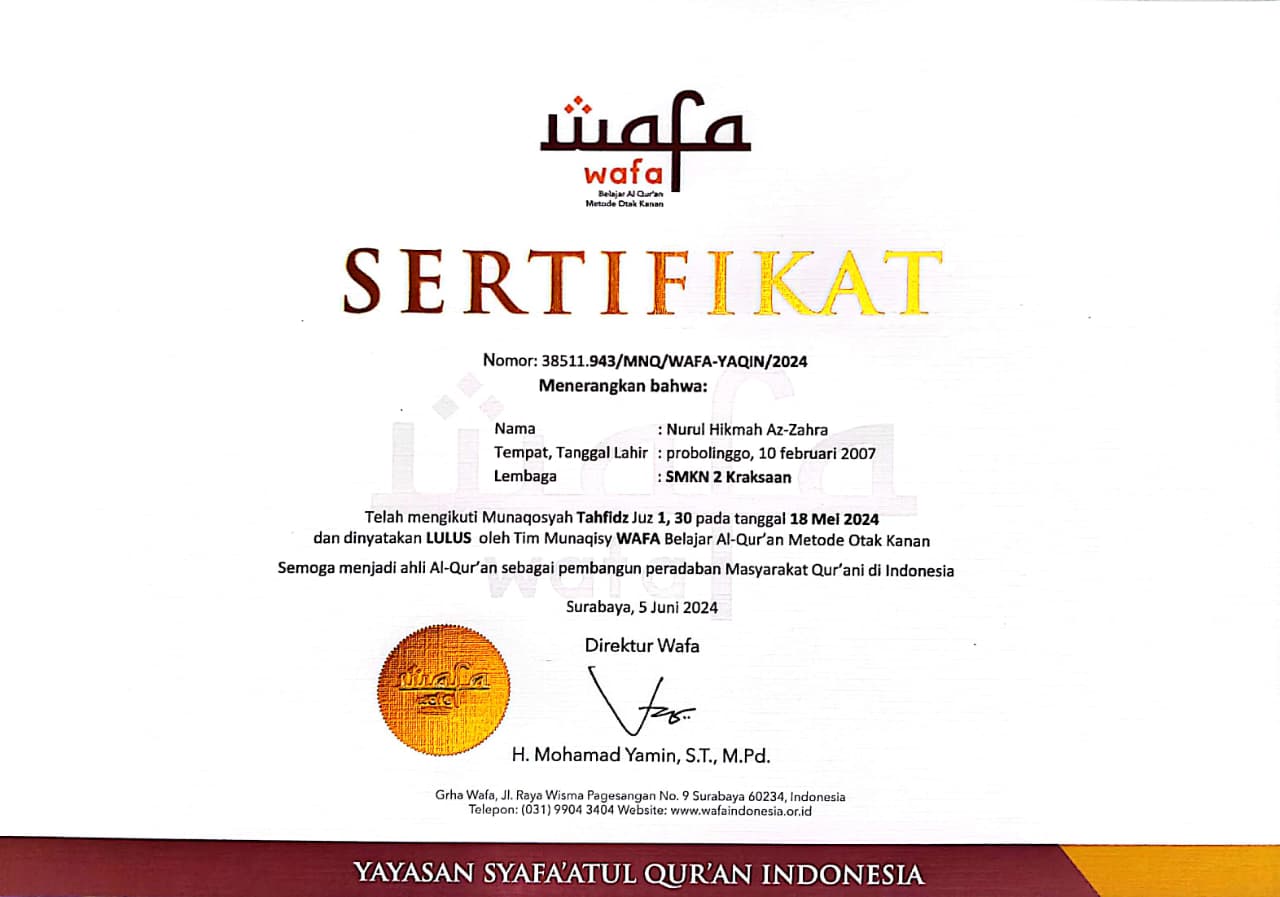 wafa
wafa
Belajar Al Qur'an
Metode Otak Kanan
SERTIFIKAT
Nomor: 38511.943/MNQ/WAFA-YAQIN/2024
Menerangkan bahwa:
Nama : Nurul Hikmah Az-Zahra
Tempat, Tanggal Lahir : probolinggo, 10 februari 2007
Lembaga : SMKN 2 Kraksaan
Telah mengikuti Munaqosyah Tahfidz Juz 1, 30 pada tanggal 18 Mei 2024
dan dinyatakan LULUS oleh Tim Munaqisy WAFA Belajar Al-Qur'an Metode Otak Kanan
Semoga menjadi ahli Al-Qur'an sebagai pembangun peradaban Masyarakat Qur'ani di Indonesia
Surabaya, 5 Juni 2024
Direktur Wafa
wafa
wafa
H. Mohamad Yamin, S.T., M.Pd.
Grha Wafa, Jl. Raya Wisma Pagesangan No. 9 Surabaya 60234, Indonesia
Telepon: (031) 9904 3404 Website: www.wafaindonesia.or.id
YAYASAN SYAFA'ATUL QUR'AN INDONESIA